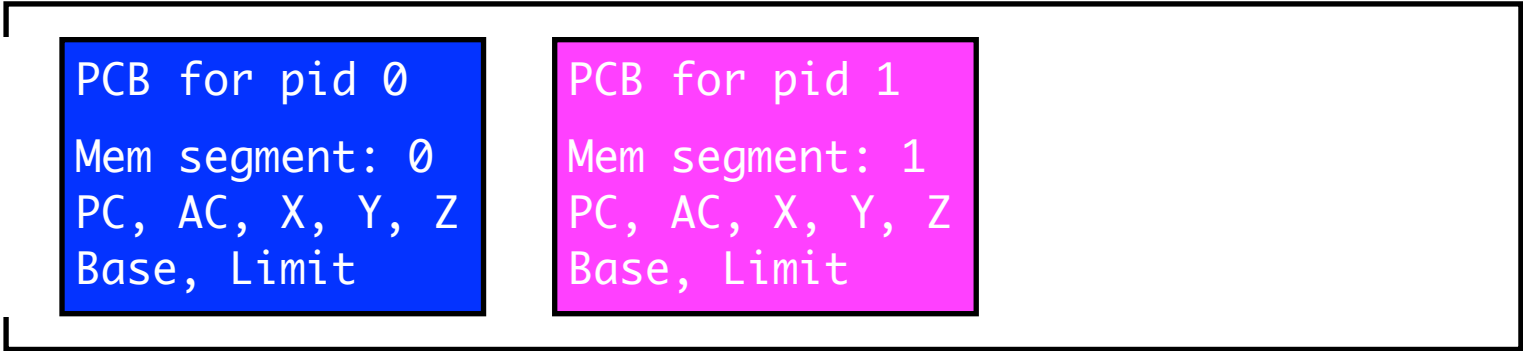 PCB for pid 0
Mem segment: 0
PC, AC, X, Y, Z
Base, Limit
PCB for pid 1
Mem segment: 1
PC, AC, X, Y, Z
Base, Limit